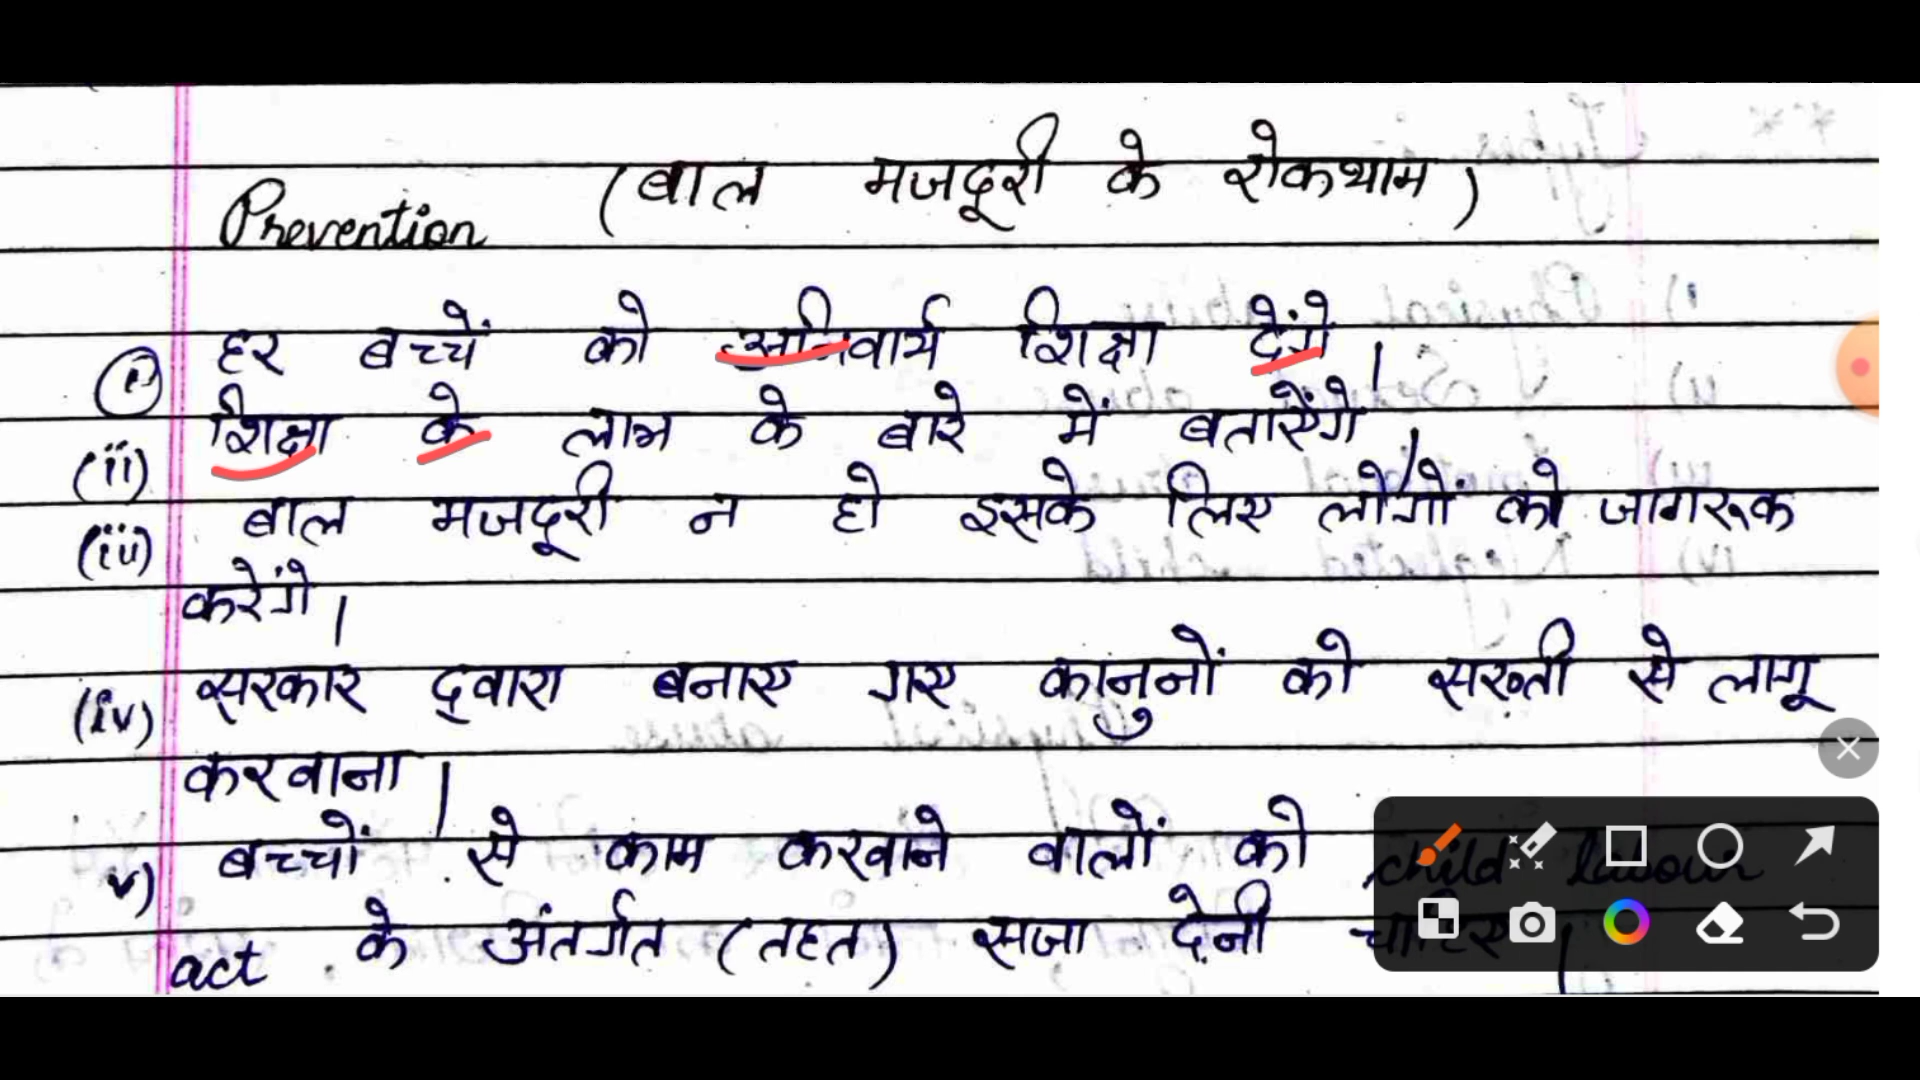 Prevention (बाल मजदूरी के रोकथाम)
(i) हर बच्चें को अनिवार्य शिक्षा देंगे।
(ii) शिक्षा के लाभ के बारे में बताऐंगे।
(iii) बाल मजदूरी न हो इसके लिए लोगों को जागरूक
करेंगे।
(iv) सरकार द्वारा बनाए गए कानुनों को सख्ती से लागू
करवाना।
v) बच्चों से काम करवाने वालों को child labour
act के अंतर्गत (तहत) सजा देनी चाहिए।